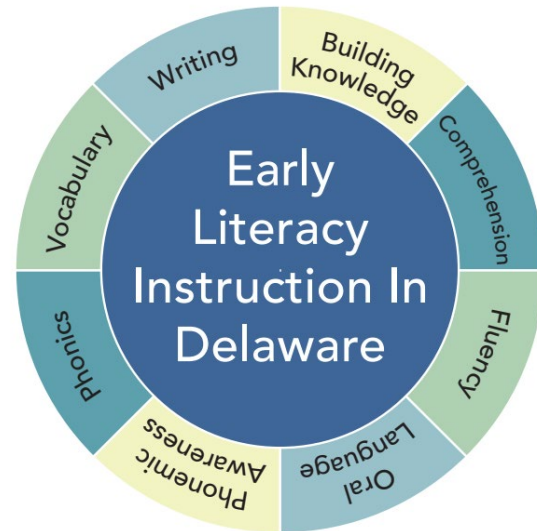 Early
Literacy
Instruction In
Delaware
Building
Knowledge
Comprehension
Fluency
Oral
Language
Phonemic
Awareness
Phonics
Vocabulary
Writing